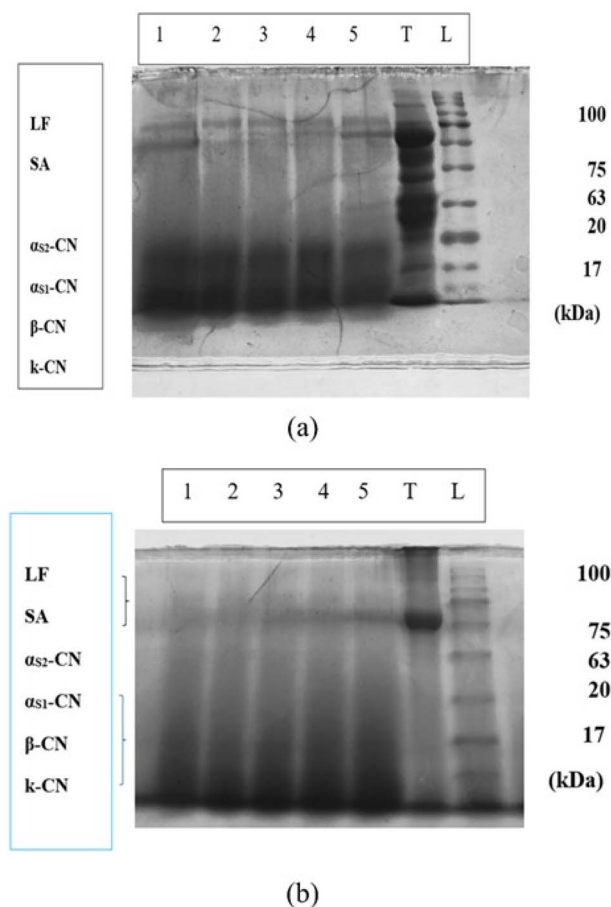 1 2 3 4 5 T L
LF
SA
αS2-CN
αS1-CN
β-CN
k-CN
100
75
63
20
17
(kDa)
(a)
1 2 3 4 5 T L
LF
SA
αS2-CN
αS1-CN
β-CN
k-CN
100
75
63
20
17
(kDa)
(b)